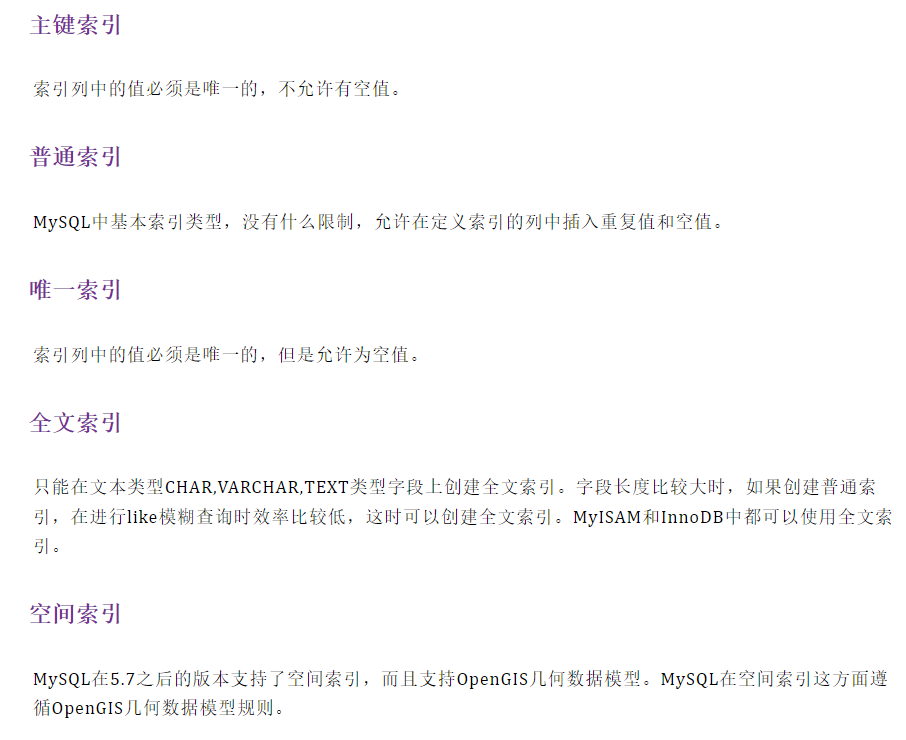 主键索引
索引列中的值必须是唯一的，不允许有空值。
普通索引
MySQL中基本索引类型，没有什么限制，允许在定义索引的列中插入重复值和空值。
唯一索引
索引列中的值必须是唯一的，但是允许为空值。
全文索引
只能在文本类型CHAR,VARCHAR,TEXT类型字段上创建全文索引。字段长度比较大时，如果创建普通索
引，在进行like模糊查询时效率比较低，这时可以创建全文索引。MyISAM和InnoDB中都可以使用全文索
引。
空间索引
MySQL在5.7之后的版本支持了空间索引，而且支持OpenGIS几何数据模型。MySQL在空间索引这方面遵
循OpenGIS几何数据模型规则。